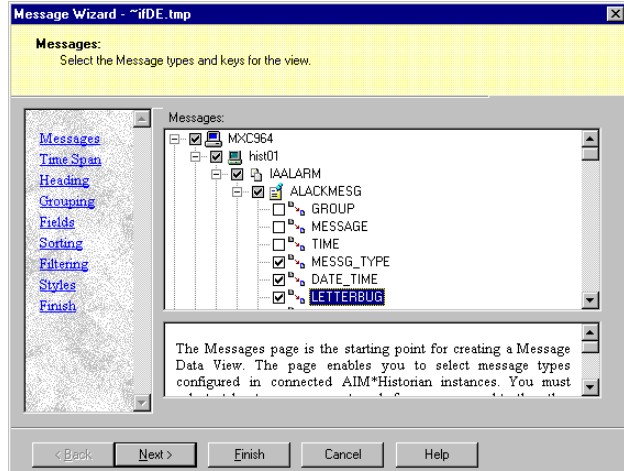 Message Wizard - ~ifDE.tmp
Messages:
Select the Message types and keys for the view.
Messages
Time Span
Heading
Grouping
Fields
Sorting
Filtering
Styles
Finish
Messages:
MXC964
hist01
IAALARM
ALACKMESG
GROUP
MESSAGE
TIME
MESSG_TYPE
DATE_TIME
LETTERBUG
The Messages page is the starting point for creating a Message
Data View. The page enables you to select message types
configured in connected AIM*Historian instances. You must
< Back
Next >
Finish
Cancel
Help